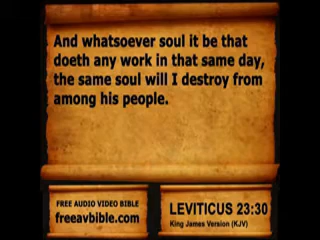 And whatsoever soul it be that
doeth any work in that same day,
the same soul will I destroy from
among his people.
FREE AUDIO VIDEO BIBLE
freeavbible.com
LEVITICUS 23:30
King James Version (KJV)